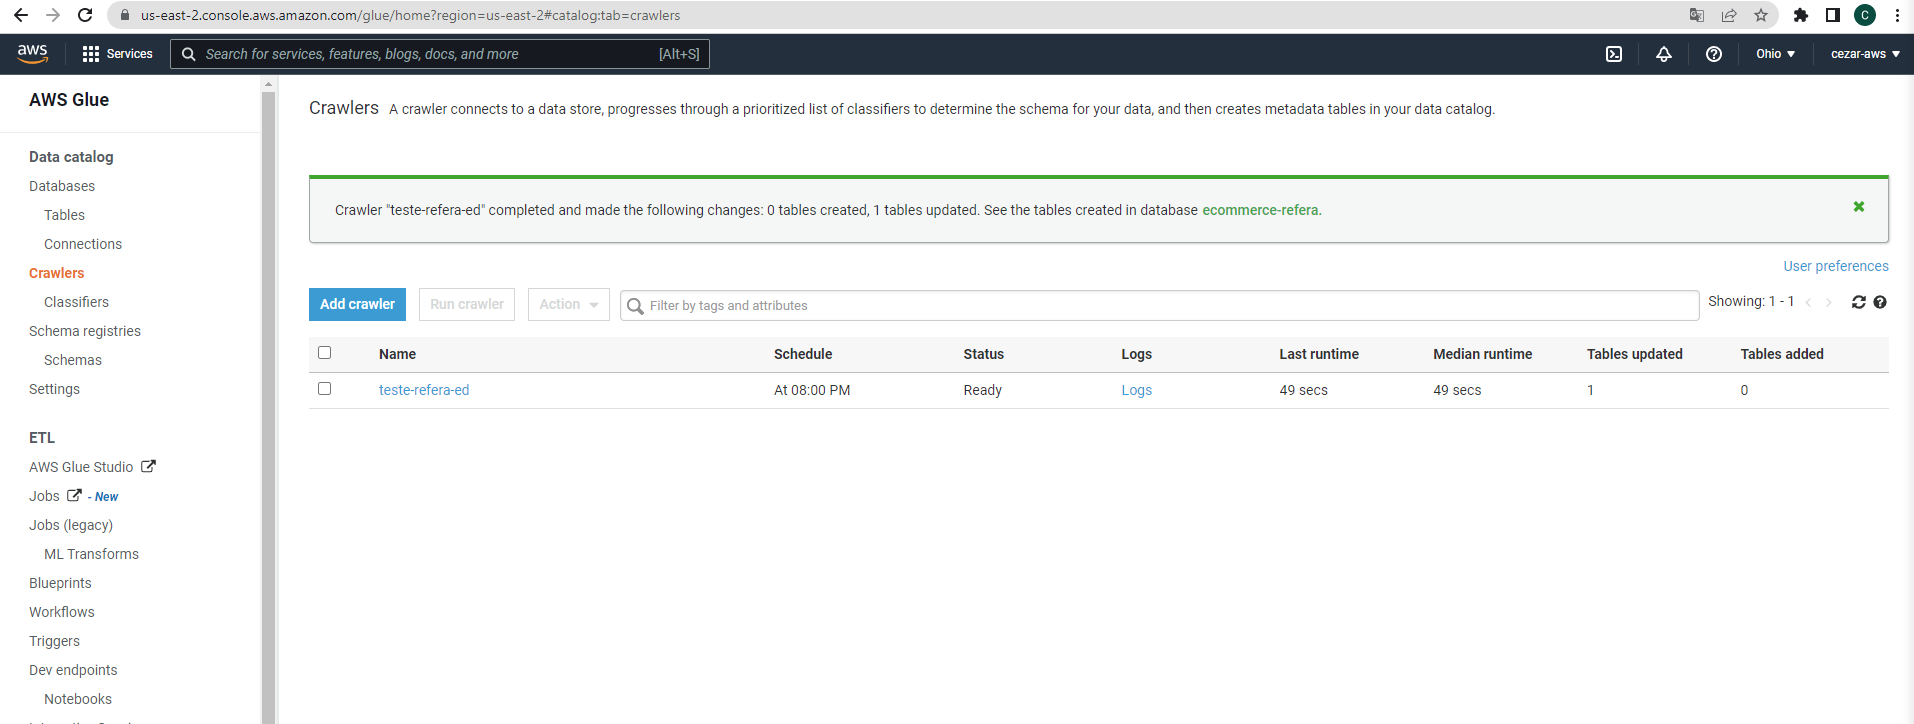 us-east-2.console.aws.amazon.com/glue/home?region=us-east-2#catalog:tab=crawlers
C
aws
Services
Search for services, features, blogs, docs, and more
[Alt+S]
Ohio
cezar-aws
AWS Glue
Data catalog
Databases
Tables
Connections
Crawlers
Classifiers
Schema registries
Schemas
Settings
ETL
AWS Glue Studio
Jobs - New
Jobs (legacy)
ML Transforms
Blueprints
Workflows
Triggers
Dev endpoints
Notebooks
Crawlers A crawler connects to a data store, progresses through a prioritized list of classifiers to determine the schema for your data, and then creates metadata tables in your data catalog.
Crawler "teste-refera-ed" completed and made the following changes: 0 tables created, 1 tables updated. See the tables created in database ecommerce-refera.
User preferences
Add crawler Run crawler Action Filter by tags and attributes Showing: 1 - 1
Name Schedule Status Logs Last runtime Median runtime Tables updated Tables added
teste-refera-ed At 08:00 PM Ready Logs 49 secs 49 secs 1 0